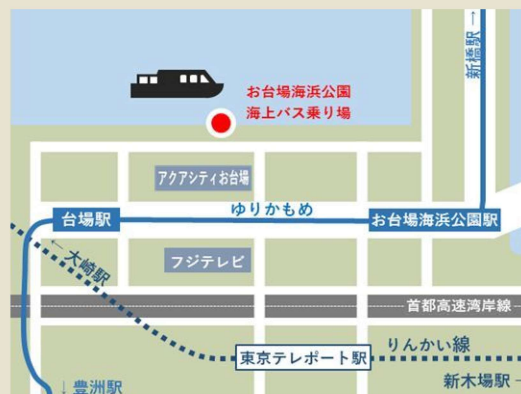 新橋駅 →
お台場海浜公園
海上バス乗り場
アクアシティお台場
ゆりかもめ
台場駅
お台場海浜公園駅
フジテレビ
← 大崎駅
首都高速湾岸線
りんかい線
東京テレポート駅
新木場駅 →
↓ 豊洲駅